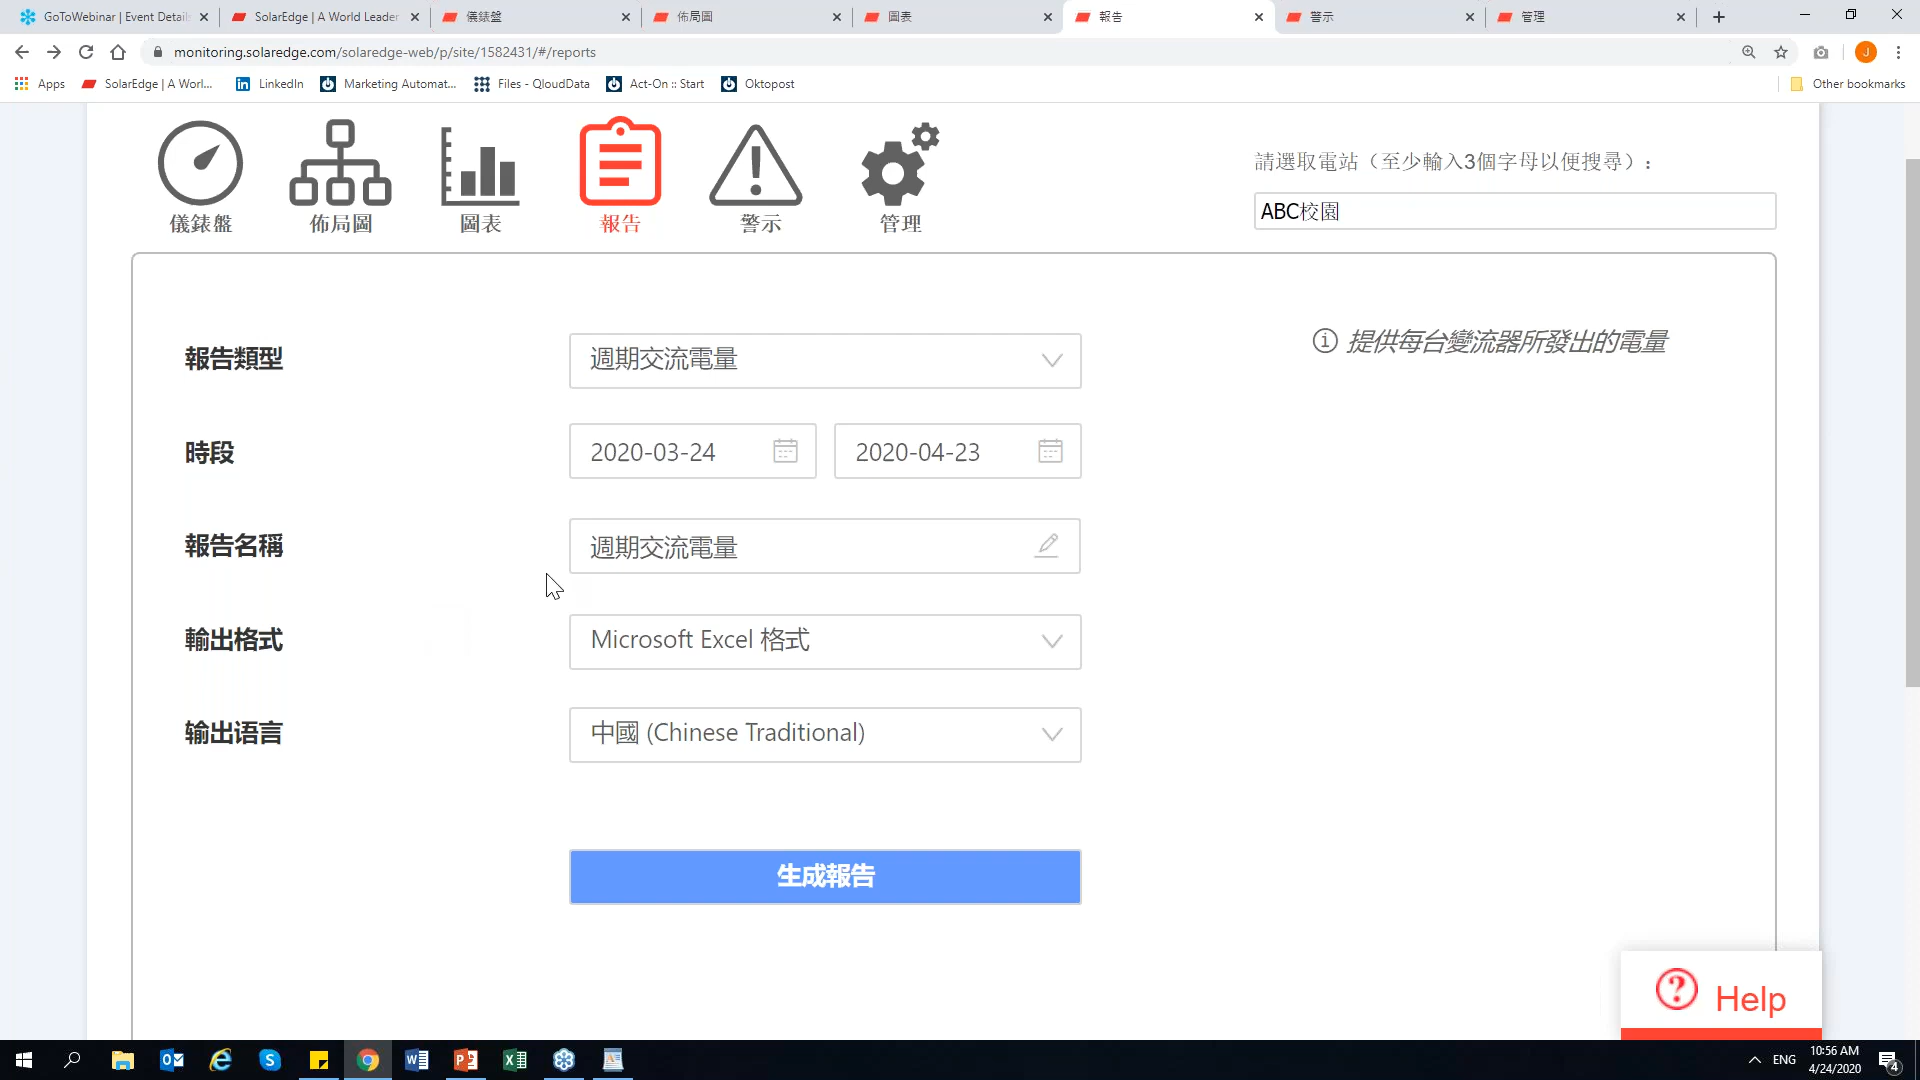 GoToWebinar | Event Detail
SolarEdge | A World Leader
儀錶盤
佈局圖
圖表
報告
警示
管理
monitoring.solaredge.com/solaredge-web/p/site/1582431/#/reports
J
Apps
SolarEdge | A Worl...
LinkedIn
Marketing Automat...
Files - QloudData
Act-On :: Start
Oktopost
Other bookmarks
儀錶盤
佈局圖
圖表
報告
警示
管理
請選取電站（至少輸入3個字母以便搜尋）：
ABC校園
報告類型
週期交流電量
提供每台變流器所發出的電量
時段
2020-03-24
2020-04-23
報告名稱
週期交流電量
輸出格式
Microsoft Excel 格式
输出语言
中國 (Chinese Traditional)
生成報告
Help
ENG
10:56 AM
4/24/2020
4